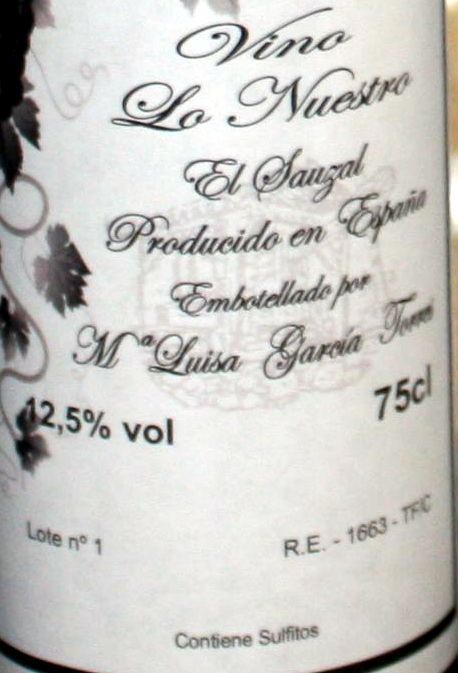 Vino
Lo Nuestro
El Sauzal
Producido en España
Embotellado por
Mª Luisa García Torres
12,5% vol
75cl
Lote nº 1
R.E. - 1663 - TF/C
Contiene Sulfitos